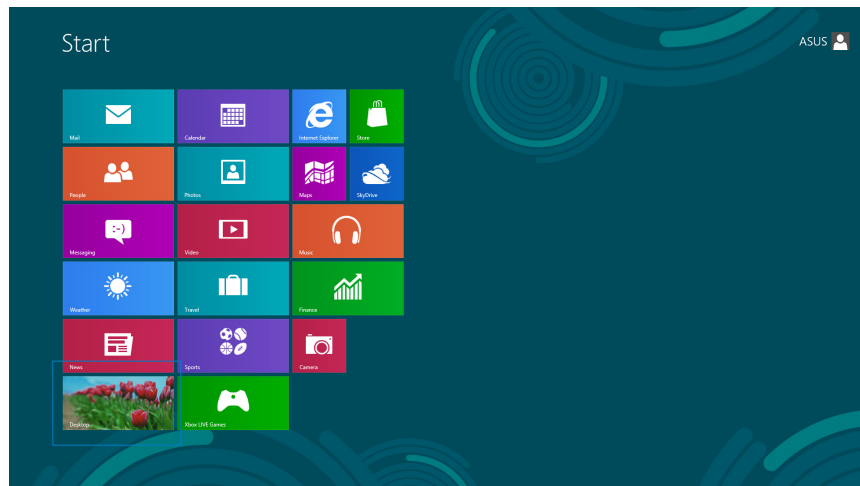 Start
ASUS
Mail
Calendar
Internet Explorer
Store
People
Photos
Maps
SkyDrive
Messaging
:-)
Video
Music
Weather
Travel
Finance
News
Sports
Camera
Desktop
Xbox LIVE Games